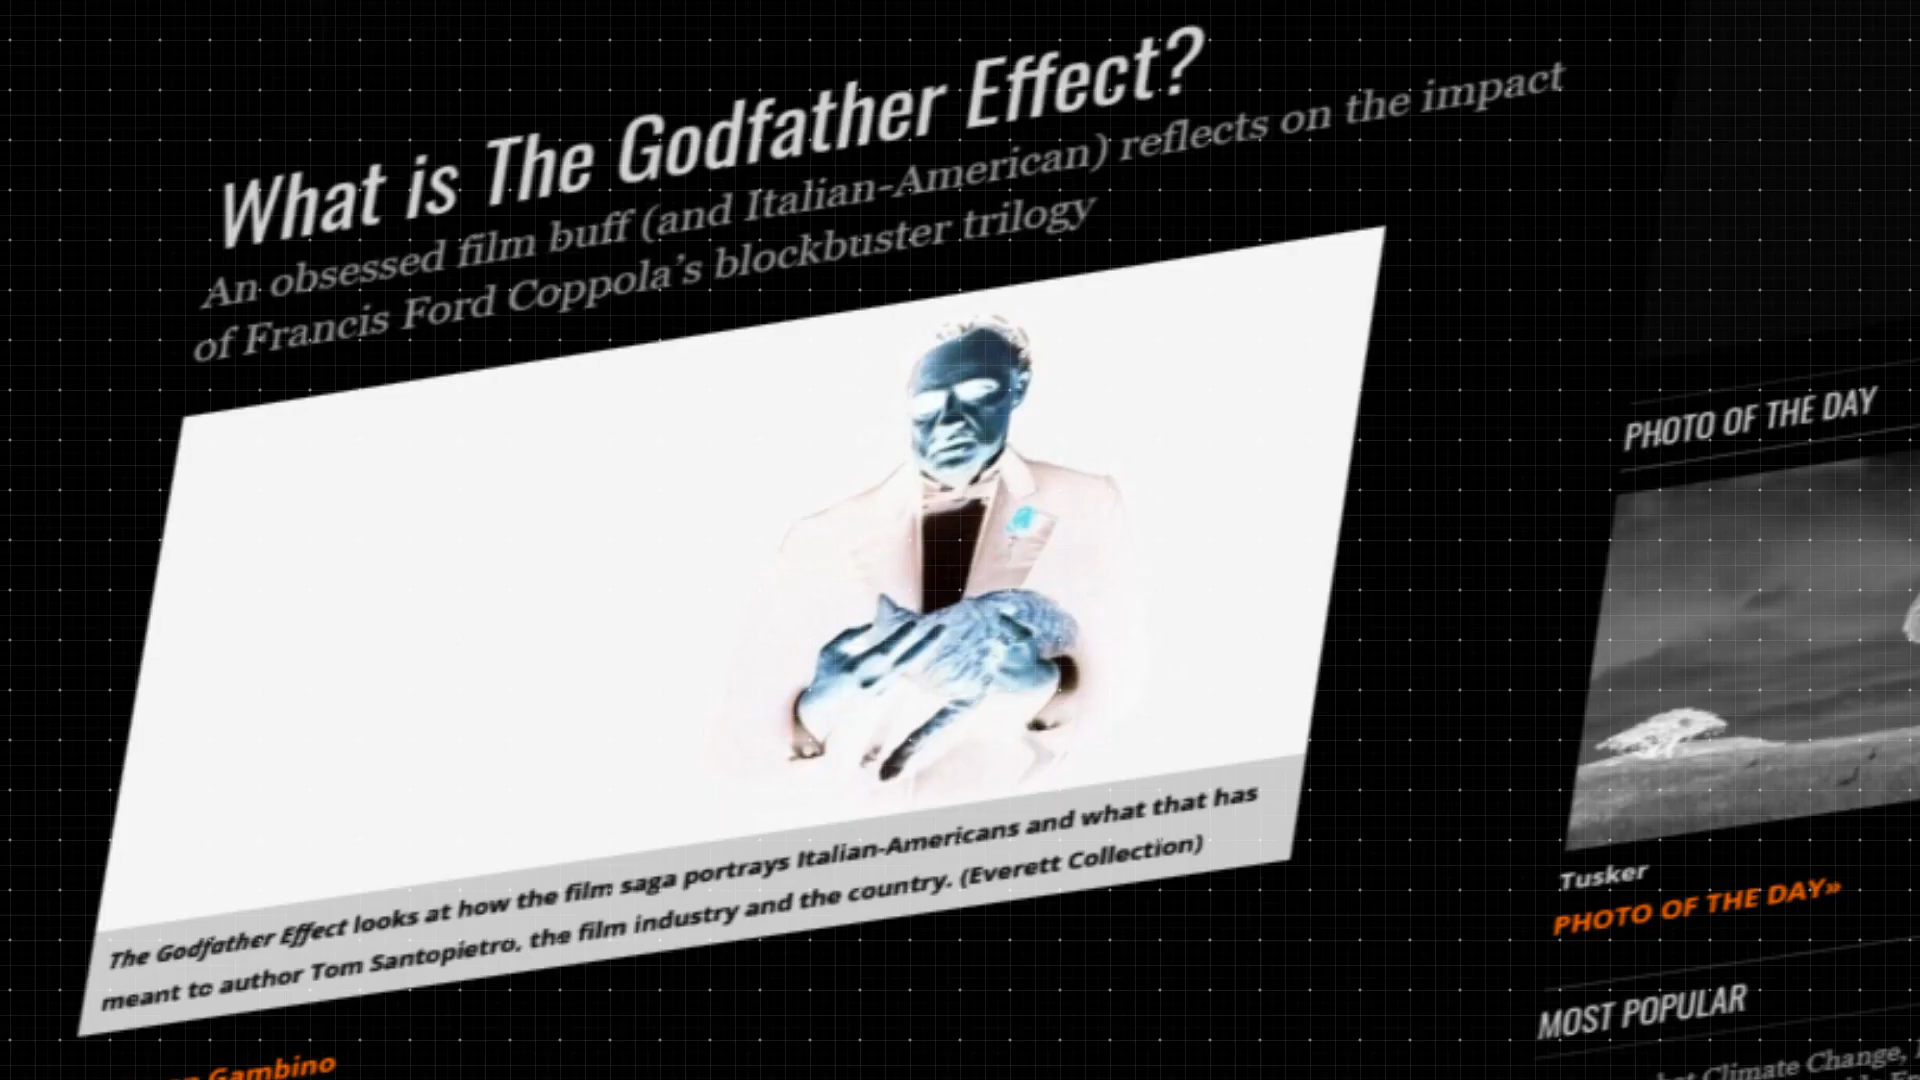 What is The Godfather Effect?
An obsessed film buff (and Italian-American) reflects on the impact
of Francis Ford Coppola's blockbuster trilogy
The Godfather Effect looks at how the film saga portrays Italian-Americans and what that has
meant to author Tom Santopietro, the film industry and the country. (Everett Collection)
Gambino
PHOTO OF THE DAY
Tusker
PHOTO OF THE DAY»
MOST POPULAR
Climate Change,